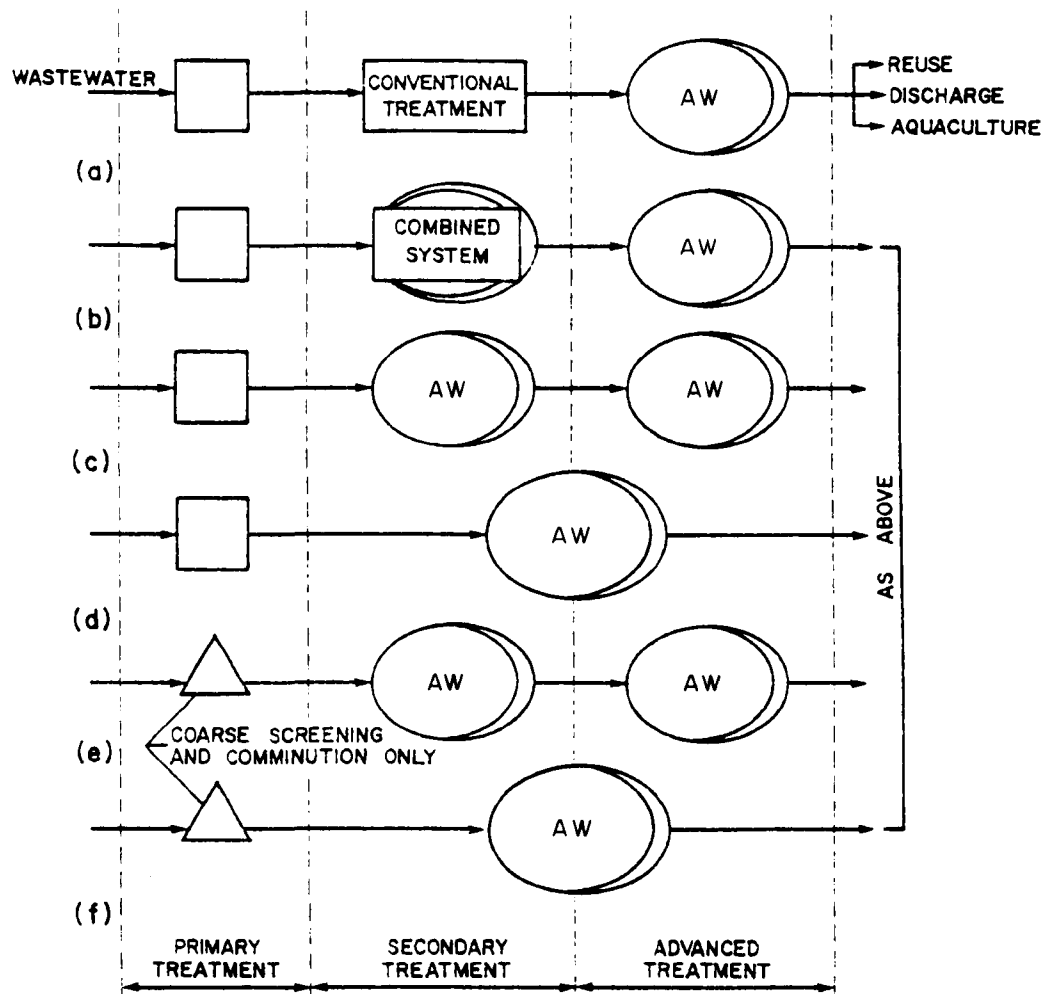 WASTEWATER
CONVENTIONAL
TREATMENT
AW
REUSE
DISCHARGE
AQUACULTURE
(a)
COMBINED
SYSTEM
AW
(b)
AW
AW
(c)
AW
AS ABOVE
(d)
AW
AW
(e)
COARSE SCREENING
AND COMMINUTION ONLY
AW
(f)
PRIMARY
TREATMENT
SECONDARY
TREATMENT
ADVANCED
TREATMENT